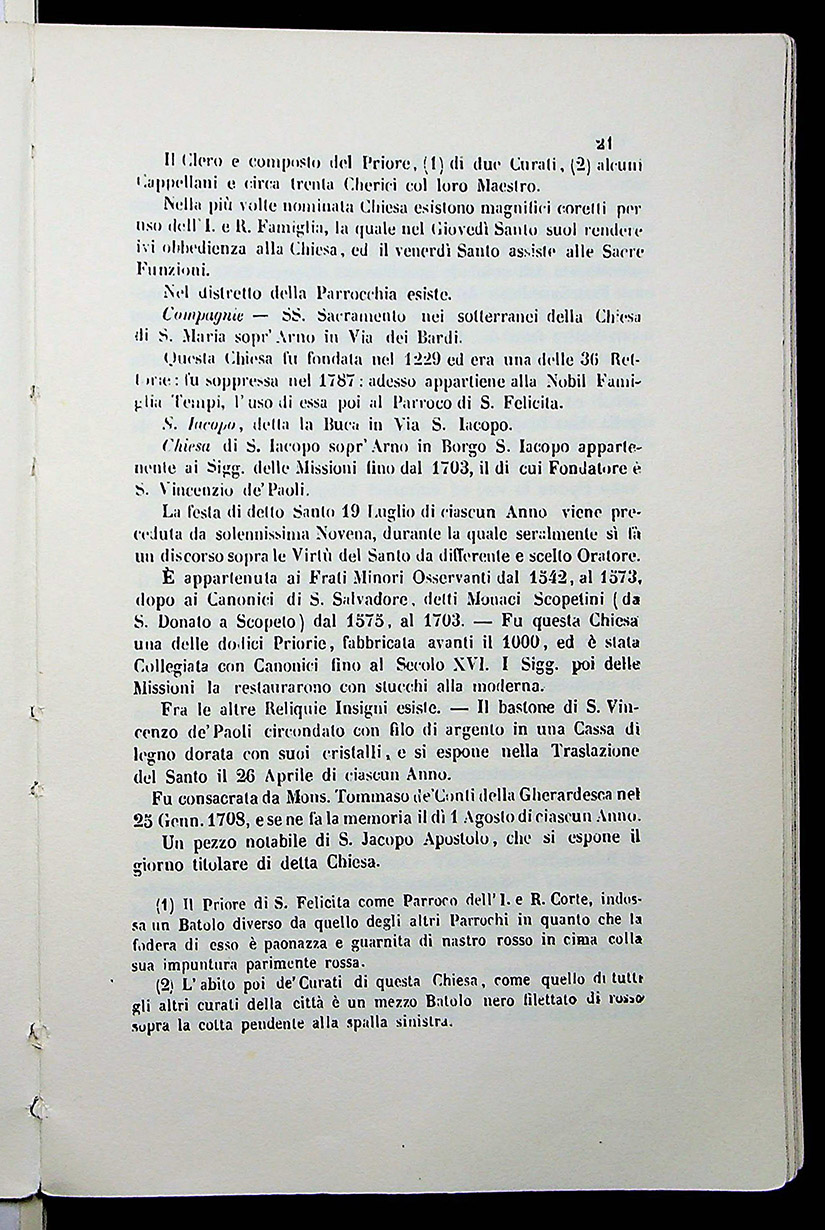 21
Il Clero e composto del Priore, (1) di due Curati, (2) alcuni
Cappellani e circa trenta Cherici col loro Maestro.
Nella più volte nominata Chiesa esistono magnifici coretti per
uso dell'I. e R. Famiglia, la quale nel Giovedì Santo suol rendere
ivi obbedienza alla Chiesa, ed il venerdì Santo assiste alle Sacre
Funzioni.
Nel distretto della Parrocchia esiste.
Compagnie — SS. Sacramento nei sotterranei della Chiesa
di S. Maria sopr'Arno in Via dei Bardi.
Questa Chiesa fu fondata nel 1229 ed era una delle 36 Ret-
torie: fu soppressa nel 1787: adesso appartiene alla Nobil Fami-
glia Tempi, l'uso di essa poi al Parroco di S. Felicita.
S. Iacopo, detta la Buca in Via S. Iacopo.
Chiesa di S. Iacopo sopr'Arno in Borgo S. Iacopo apparte-
nente ai Sigg. delle Missioni fino dal 1703, il di cui Fondatore è
S. Vincenzio de'Paoli.
La festa di detto Santo 19 Luglio di ciascun Anno viene pre-
ceduta da solennissima Novena, durante la quale seralmente sì fà
un discorso sopra le Virtù del Santo da differente e scelto Oratore.
È appartenuta ai Frati Minori Osservanti dal 1542, al 1573,
dopo ai Canonici di S. Salvadore, detti Monaci Scopetini (da
S. Donato a Scopeto) dal 1575, al 1703. — Fu questa Chiesa
una delle dodici Priorie, fabbricata avanti il 1000, ed è stata
Collegiata con Canonici fino al Secolo XVI. I Sigg. poi delle
Missioni la restaurarono con stucchi alla moderna.
Fra le altre Reliquie Insigni esiste. — Il bastone di S. Vin-
cenzo de'Paoli circondato con filo di argento in una Cassa di
legno dorata con suoi cristalli, e si espone nella Traslazione
del Santo il 26 Aprile di ciascun Anno.
Fu consacrata da Mons. Tommaso de'Conti della Gherardesca nel
25 Genn. 1708, e se ne fa la memoria il dì 1 Agosto di ciascun Anno.
Un pezzo notabile di S. Jacopo Apostolo, che si espone il
giorno titolare di detta Chiesa.
(1) Il Priore di S. Felicita come Parroco dell'I. e R. Corte, indos-
sa un Batolo diverso da quello degli altri Parrochi in quanto che la
fodera di esso è paonazza e guarnita di nastro rosso in cima colla
sua impuntura parimente rossa.
(2) L'abito poi de'Curati di questa Chiesa, come quello di tutti
gli altri curati della città è un mezzo Batolo nero filettato di rosso
sopra la cotta pendente alla spalla sinistra.